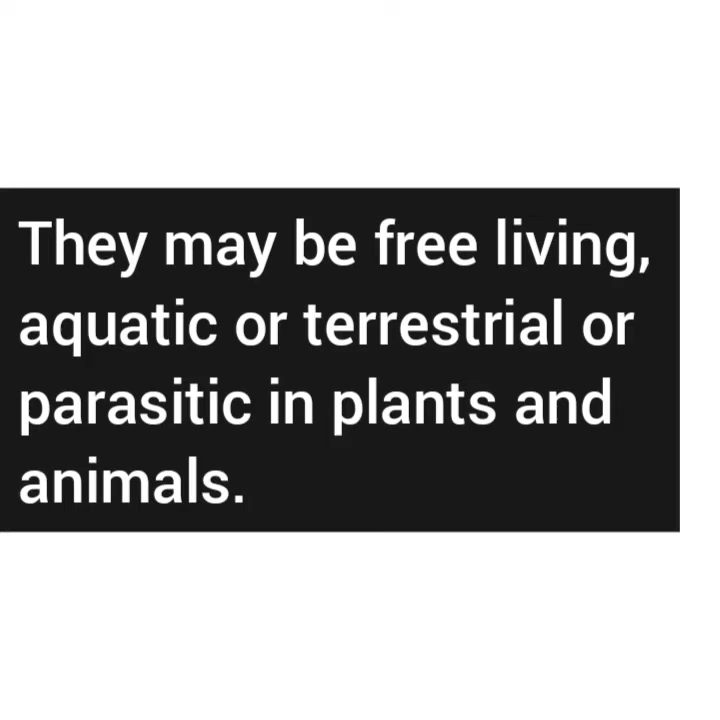 They may be free living,
aquatic or terrestrial or
parasitic in plants and
animals.